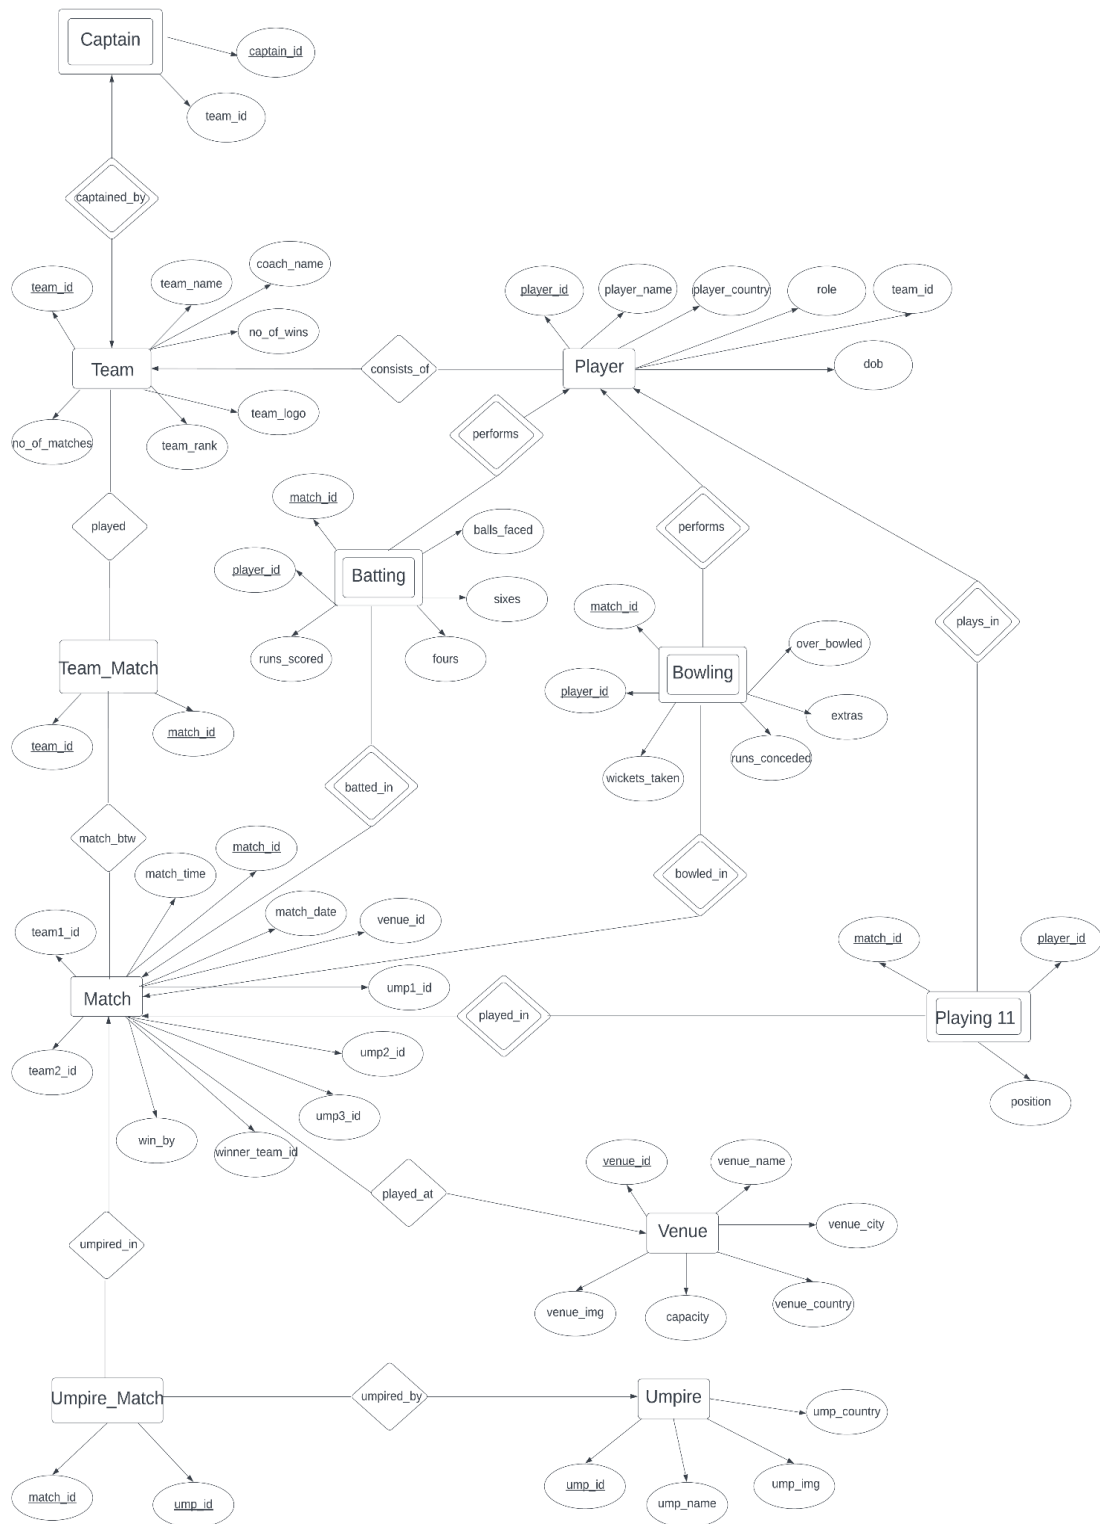 Captain
captain_id
team_id
captained_by
team_id
team_name
coach_name
no_of_wins
Team
team_logo
no_of_matches
team_rank
consists_of
player_id
player_name
player_country
role
team_id
Player
dob
performs
performs
played
match_id
balls_faced
player_id
Batting
sixes
runs_scored
fours
match_id
plays_in
over_bowled
Bowling
player_id
extras
runs_conceded
wickets_taken
Team_Match
team_id
match_id
batted_in
match_btw
bowled_in
match_time
match_id
match_date
venue_id
team1_id
Match
ump1_id
played_in
match_id
player_id
Playing 11
position
team2_id
ump2_id
ump3_id
win_by
winner_team_id
played_at
venue_id
venue_name
Venue
venue_city
venue_img
capacity
venue_country
umpired_in
Umpire_Match
umpired_by
Umpire
ump_country
match_id
ump_id
ump_id
ump_name
ump_img